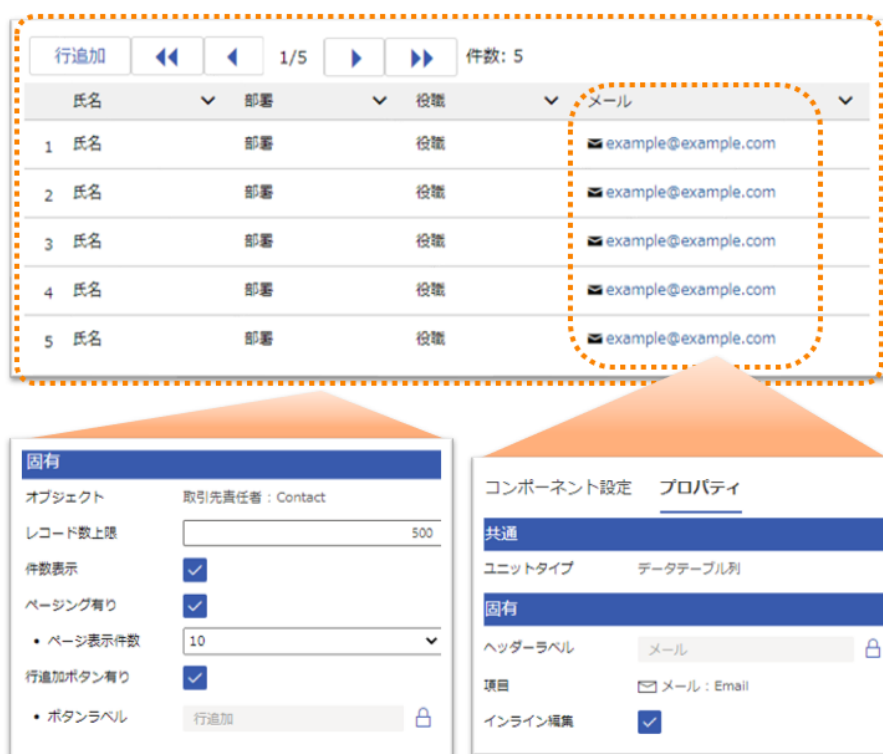 行追加 1/5 件数: 5
氏名 部署 役職 メール
1 氏名 部署 役職 example@example.com
2 氏名 部署 役職 example@example.com
3 氏名 部署 役職 example@example.com
4 氏名 部署 役職 example@example.com
5 氏名 部署 役職 example@example.com
固有
オブジェクト 取引先責任者：Contact
レコード数上限 500
件数表示
ページング有り
• ページ表示件数 10
行追加ボタン有り
• ボタンラベル 行追加
コンポーネント設定 プロパティ
共通
ユニットタイプ データテーブル列
固有
ヘッダーラベル メール
項目 メール：Email
インライン編集